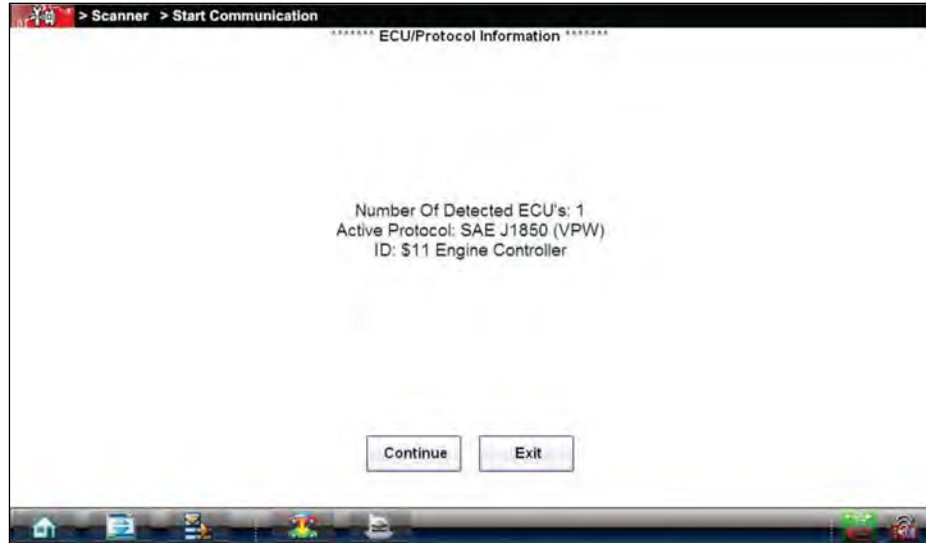 > Scanner > Start Communication
******* ECU/Protocol Information *******
Number Of Detected ECU's: 1
Active Protocol: SAE J1850 (VPW)
ID: $11 Engine Controller
Continue Exit